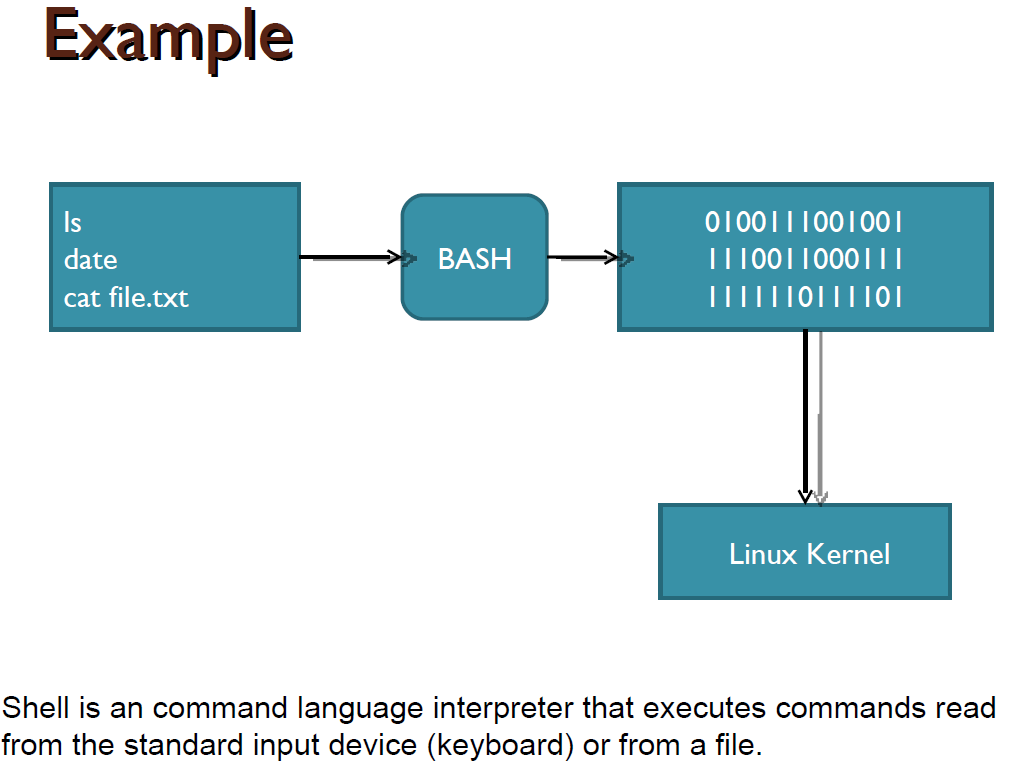 Example
ls
date
cat file.txt
BASH
0100111001001
1110011000111
1111110111101
Linux Kernel
Shell is an command language interpreter that executes commands read
from the standard input device (keyboard) or from a file.